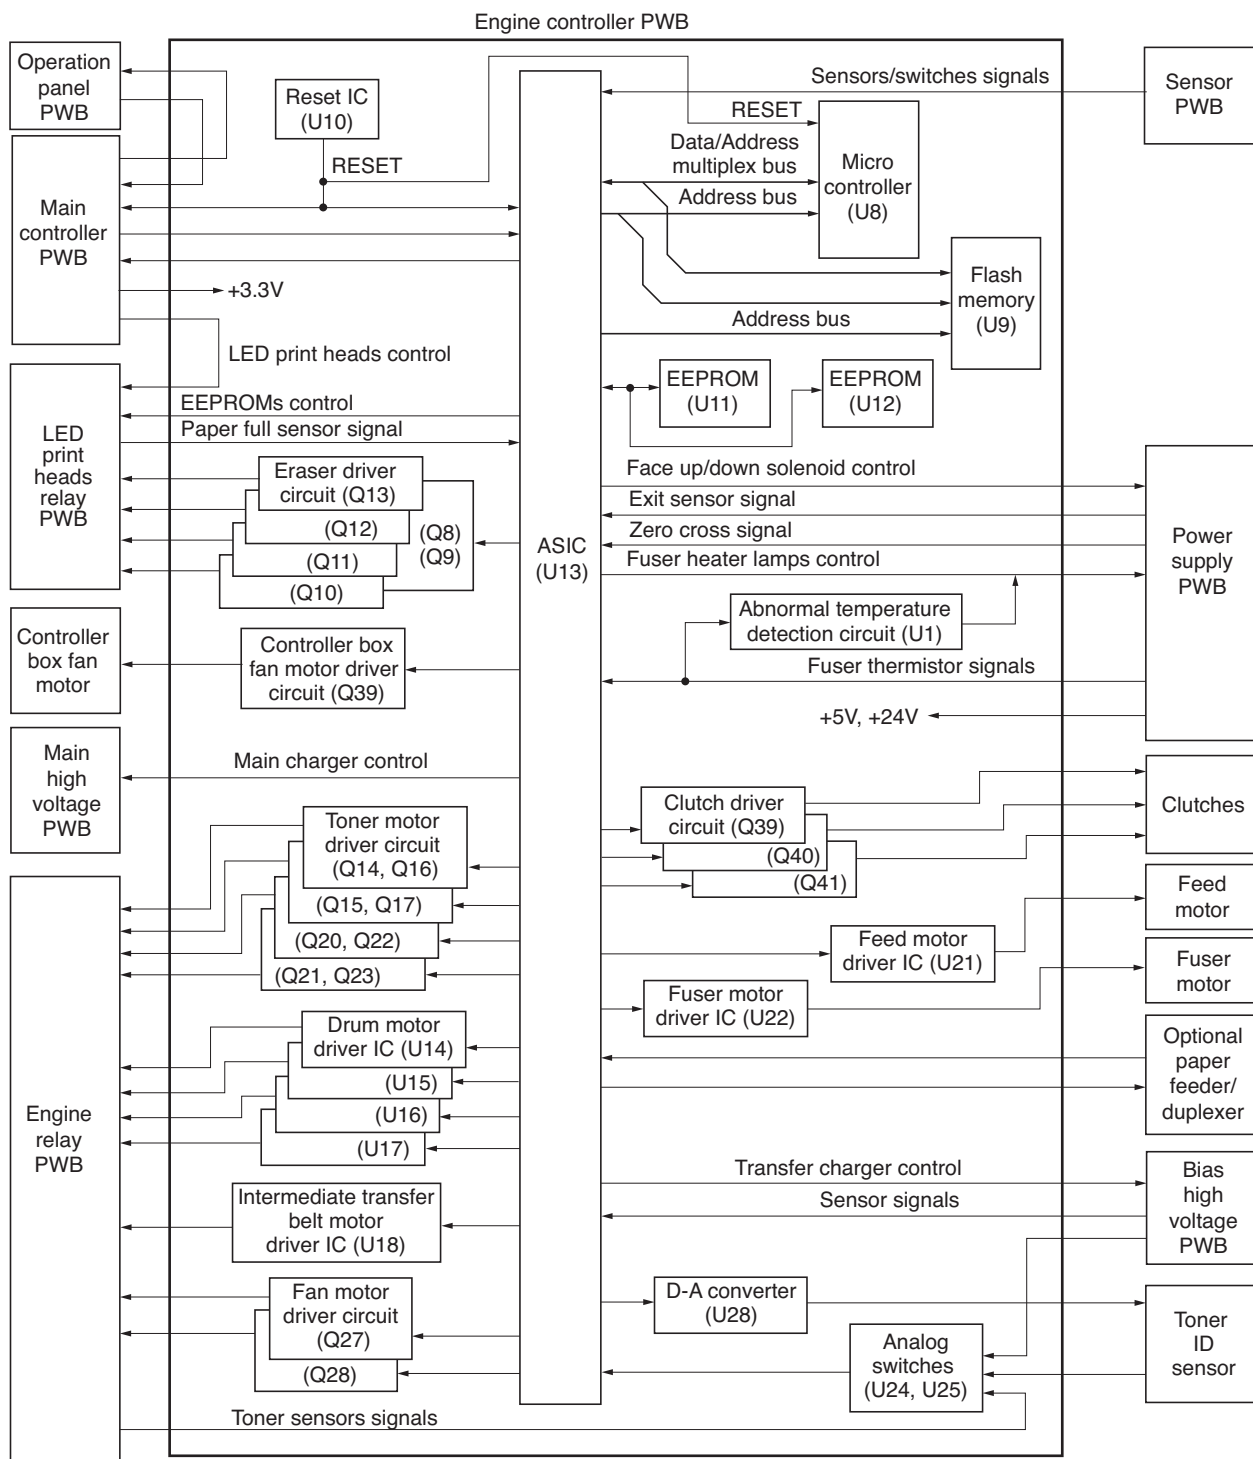 Engine controller PWB
Operation
panel
PWB
Main
controller
PWB
LED
print
heads
relay
PWB
Controller
box fan
motor
Main
high
voltage
PWB
Engine
relay
PWB
Reset IC
(U10)
RESET
+3.3V
LED print heads control
EEPROMs control
Paper full sensor signal
Eraser driver
circuit (Q13)
(Q12)
(Q11)
(Q10)
(Q8)
(Q9)
Controller box
fan motor driver
circuit (Q39)
Main charger control
Toner motor
driver circuit
(Q14, Q16)
(Q15, Q17)
(Q20, Q22)
(Q21, Q23)
Drum motor
driver IC (U14)
(U15)
(U16)
(U17)
Intermediate transfer
belt motor
driver IC (U18)
Fan motor
driver circuit
(Q27)
(Q28)
Toner sensors signals
ASIC
(U13)
Sensors/switches signals
RESET
Data/Address
multiplex bus
Address bus
Micro
controller
(U8)
Flash
memory
(U9)
Address bus
EEPROM
(U11)
EEPROM
(U12)
Face up/down solenoid control
Exit sensor signal
Zero cross signal
Fuser heater lamps control
Abnormal temperature
detection circuit (U1)
Fuser thermistor signals
+5V, +24V
Clutch driver
circuit (Q39)
(Q40)
(Q41)
Feed motor
driver IC (U21)
Fuser motor
driver IC (U22)
Transfer charger control
Sensor signals
D-A converter
(U28)
Analog
switches
(U24, U25)
Sensor
PWB
Power
supply
PWB
Clutches
Feed
motor
Fuser
motor
Optional
paper
feeder/
duplexer
Bias
high
voltage
PWB
Toner
ID
sensor